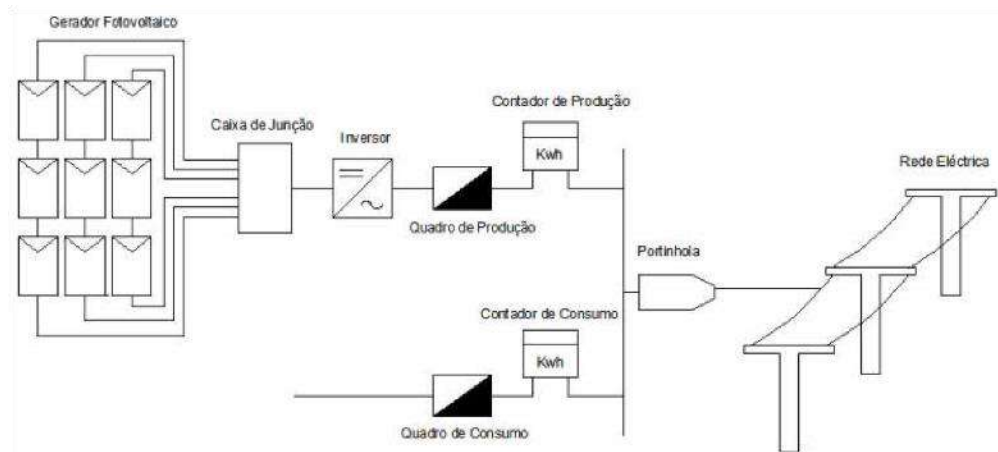 Gerador Fotovoltaico
Caixa de Junção
Inversor
Contador de Produção
Kwh
Quadro de Produção
Rede Eléctrica
Portinhola
Contador de Consumo
Kwh
Quadro de Consumo